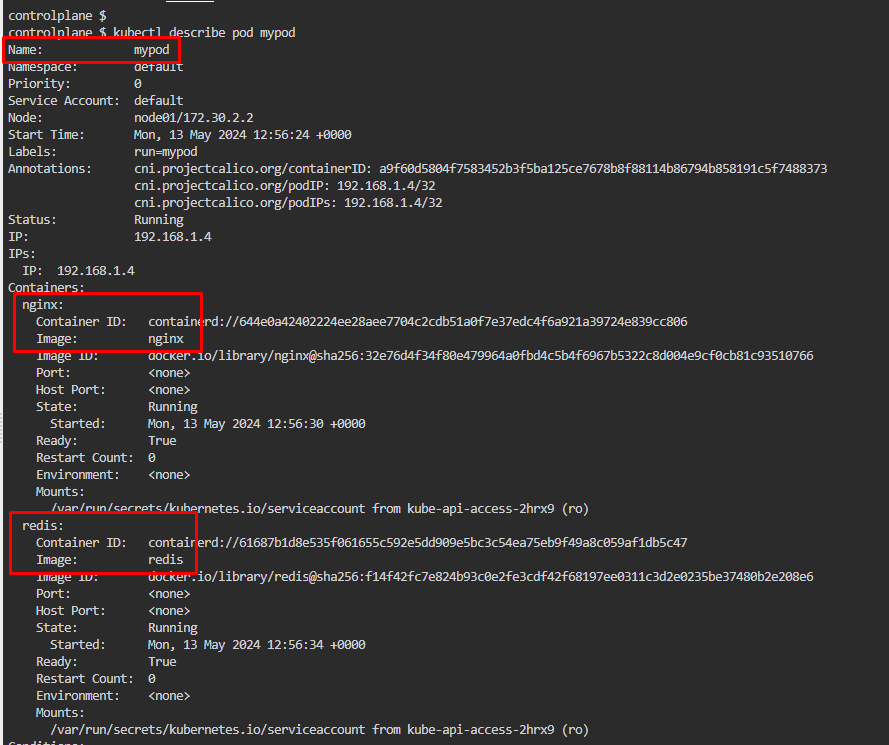 controlplane $
controlplane $ kubectl describe pod mypod
Name:             mypod
Namespace:        default
Priority:         0
Service Account:  default
Node:             node01/172.30.2.2
Start Time:       Mon, 13 May 2024 12:56:24 +0000
Labels:           run=mypod
Annotations:      cni.projectcalico.org/containerID: a9f60d5804f7583452b3f5ba125ce7678b8f88114b86794b858191c5f7488373
                  cni.projectcalico.org/podIP: 192.168.1.4/32
                  cni.projectcalico.org/podIPs: 192.168.1.4/32
Status:           Running
IP:               192.168.1.4
IPs:
  IP:  192.168.1.4
Containers:
  nginx:
    Container ID:   containerd://644e0a42402224ee28aee7704c2cdb51a0f7e37edc4f6a921a39724e839cc806
    Image:          nginx
    Image ID:       docker.io/library/nginx@sha256:32e76d4f34f80e479964a0fbd4c5b4f6967b5322c8d004e9cf0cb81c93510766
    Port:           <none>
    Host Port:      <none>
    State:          Running
      Started:      Mon, 13 May 2024 12:56:30 +0000
    Ready:          True
    Restart Count:  0
    Environment:    <none>
    Mounts:
      /var/run/secrets/kubernetes.io/serviceaccount from kube-api-access-2hrx9 (ro)
  redis:
    Container ID:   containerd://61687b1d8e535f061655c592e5dd909e5bc3c54ea75eb9f49a8c059af1db5c47
    Image:          redis
    Image ID:       docker.io/library/redis@sha256:f14f42fc7e824b93c0e2fe3cdf42f68197ee0311c3d2e0235be37480b2e208e6
    Port:           <none>
    Host Port:      <none>
    State:          Running
      Started:      Mon, 13 May 2024 12:56:34 +0000
    Ready:          True
    Restart Count:  0
    Environment:    <none>
    Mounts:
      /var/run/secrets/kubernetes.io/serviceaccount from kube-api-access-2hrx9 (ro)
Conditions: